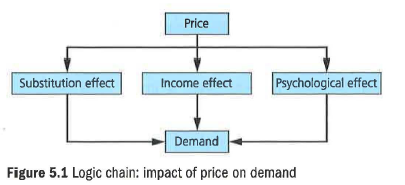 Price
Substitution effect
Income effect
Psychological effect
Demand
Figure 5.1 Logic chain: impact of price on demand